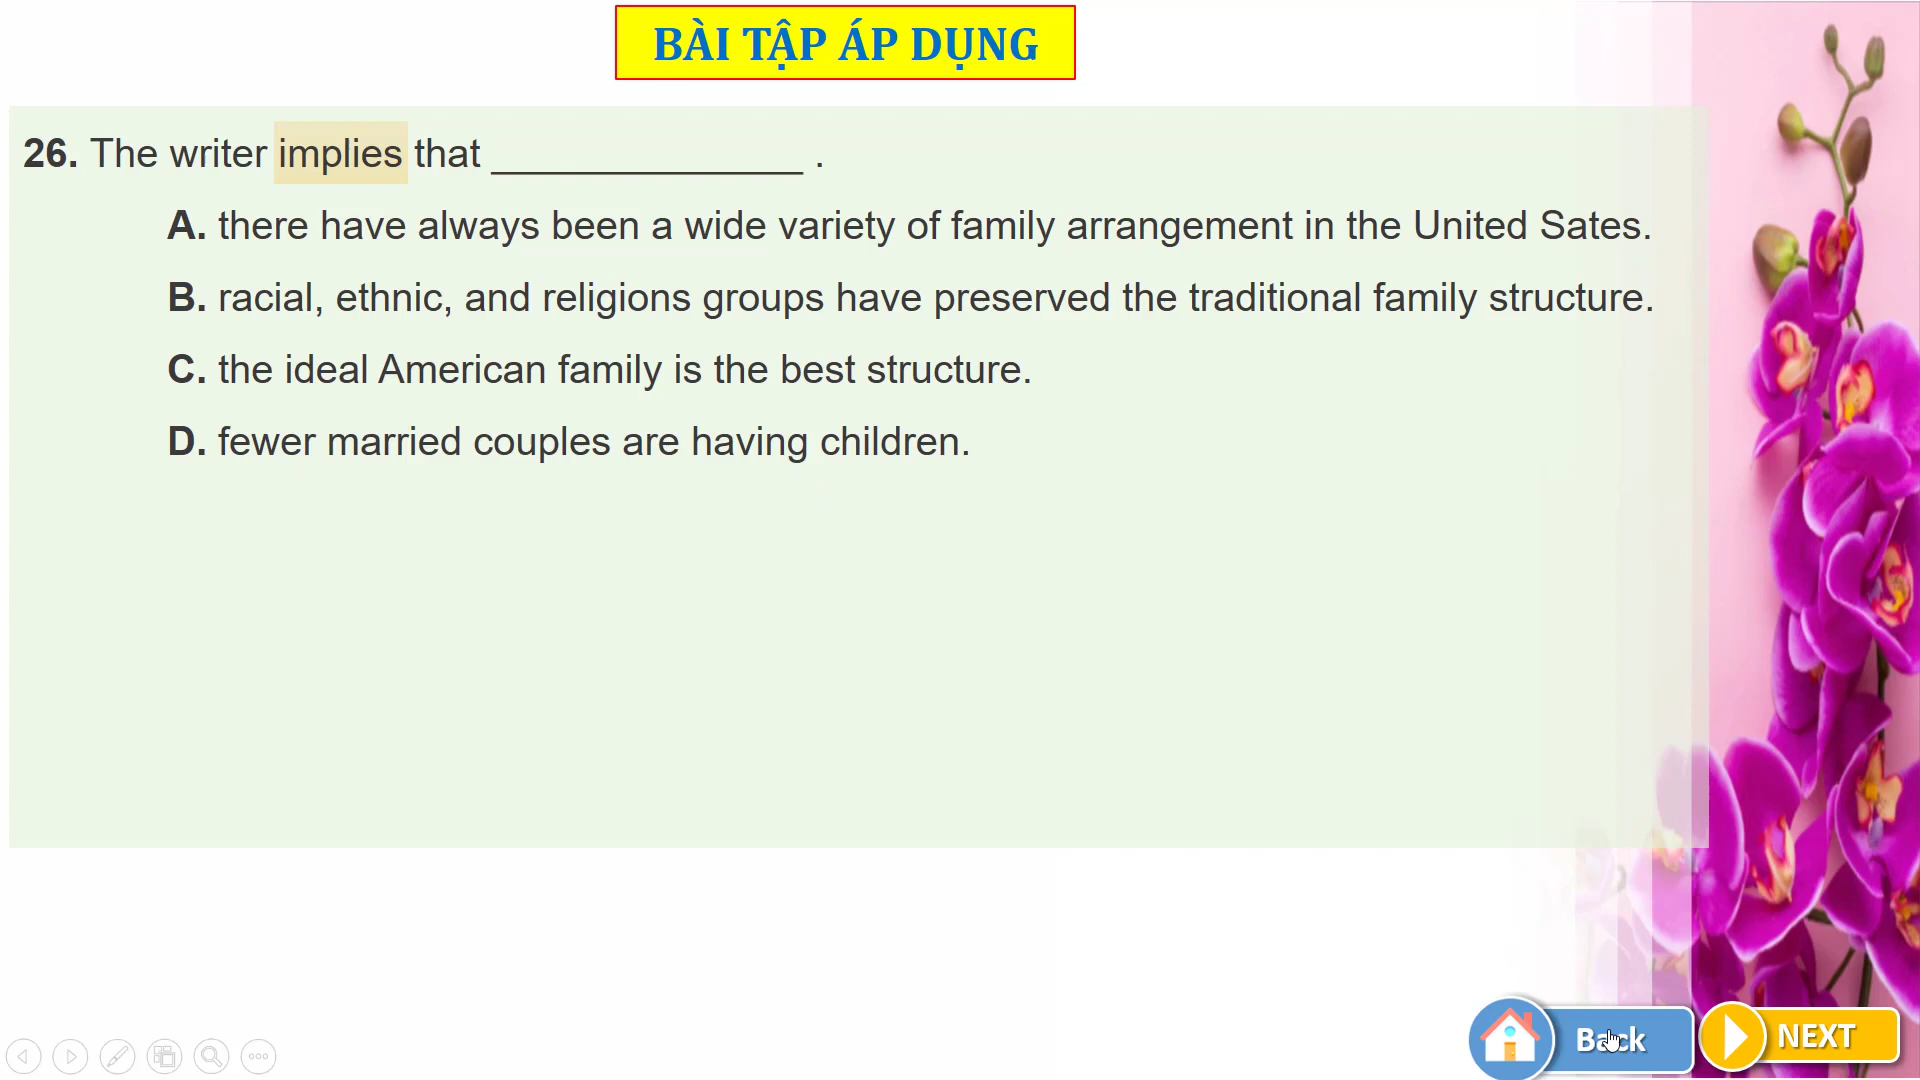 BÀI TẬP ÁP DỤNG
26. The writer implies that ______________ .
A. there have always been a wide variety of family arrangement in the United Sates.
B. racial, ethnic, and religions groups have preserved the traditional family structure.
C. the ideal American family is the best structure.
D. fewer married couples are having children.
Back
NEXT